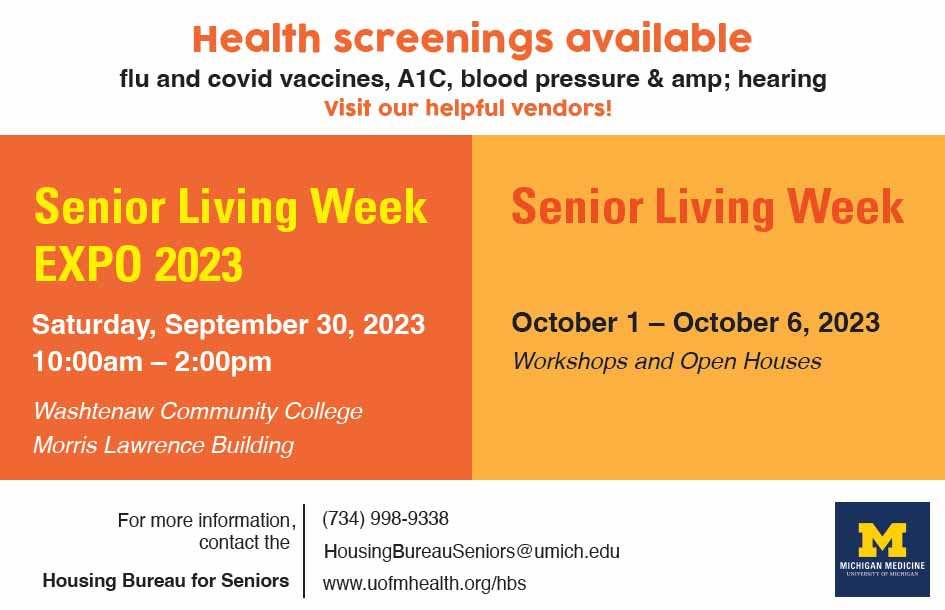 Health screenings available
flu and covid vaccines, A1C, blood pressure & amp; hearing
Visit our helpful vendors!
Senior Living Week
EXPO 2023
Saturday, September 30, 2023
10:00am – 2:00pm
Washtenaw Community College
Morris Lawrence Building
Senior Living Week
October 1 – October 6, 2023
Workshops and Open Houses
For more information,
contact the
Housing Bureau for Seniors
(734) 998-9338
HousingBureauSeniors@umich.edu
www.uofmhealth.org/hbs
M
MICHIGAN MEDICINE
UNIVERSITY OF MICHIGAN